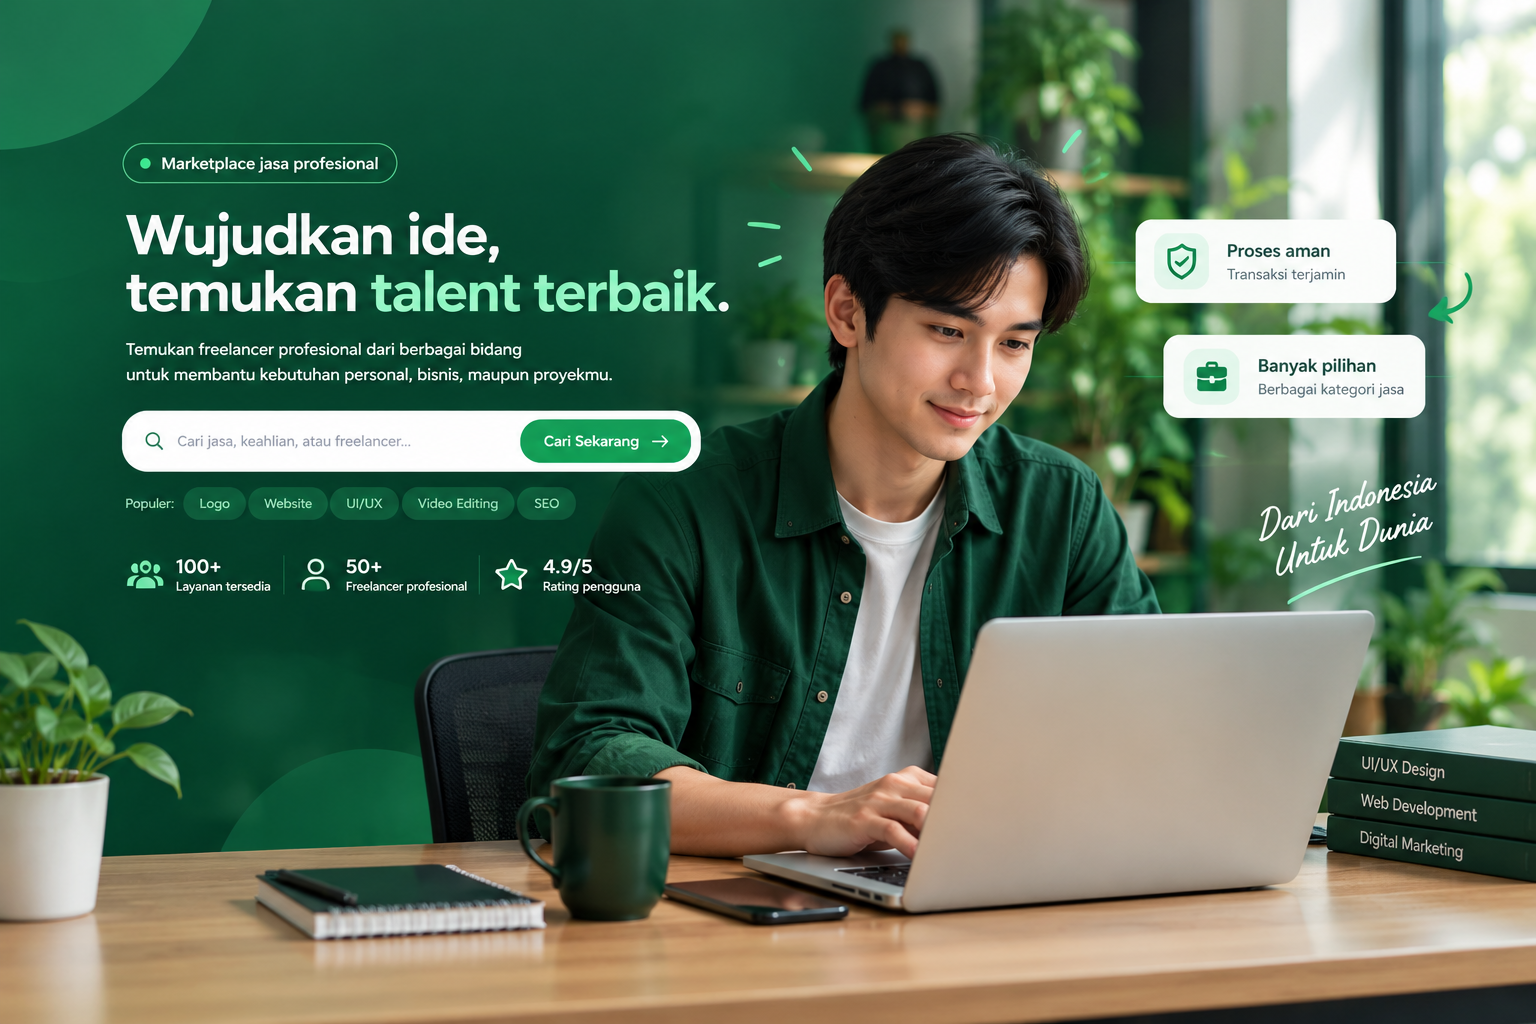 Marketplace jasa profesional
Wujudkan ide,
temukan talent terbaik.
Temukan freelancer profesional dari berbagai bidang
untuk membantu kebutuhan personal, bisnis, maupun proyekmu.
Cari jasa, keahlian, atau freelancer...
Cari Sekarang
Populer:
Logo
Website
UI/UX
Video Editing
SEO
100+
Layanan tersedia
50+
Freelancer profesional
4.9/5
Rating pengguna
Proses aman
Transaksi terjamin
Banyak pilihan
Berbagai kategori jasa
Dari Indonesia
Untuk Dunia
UI/UX Design
Web Development
Digital Marketing